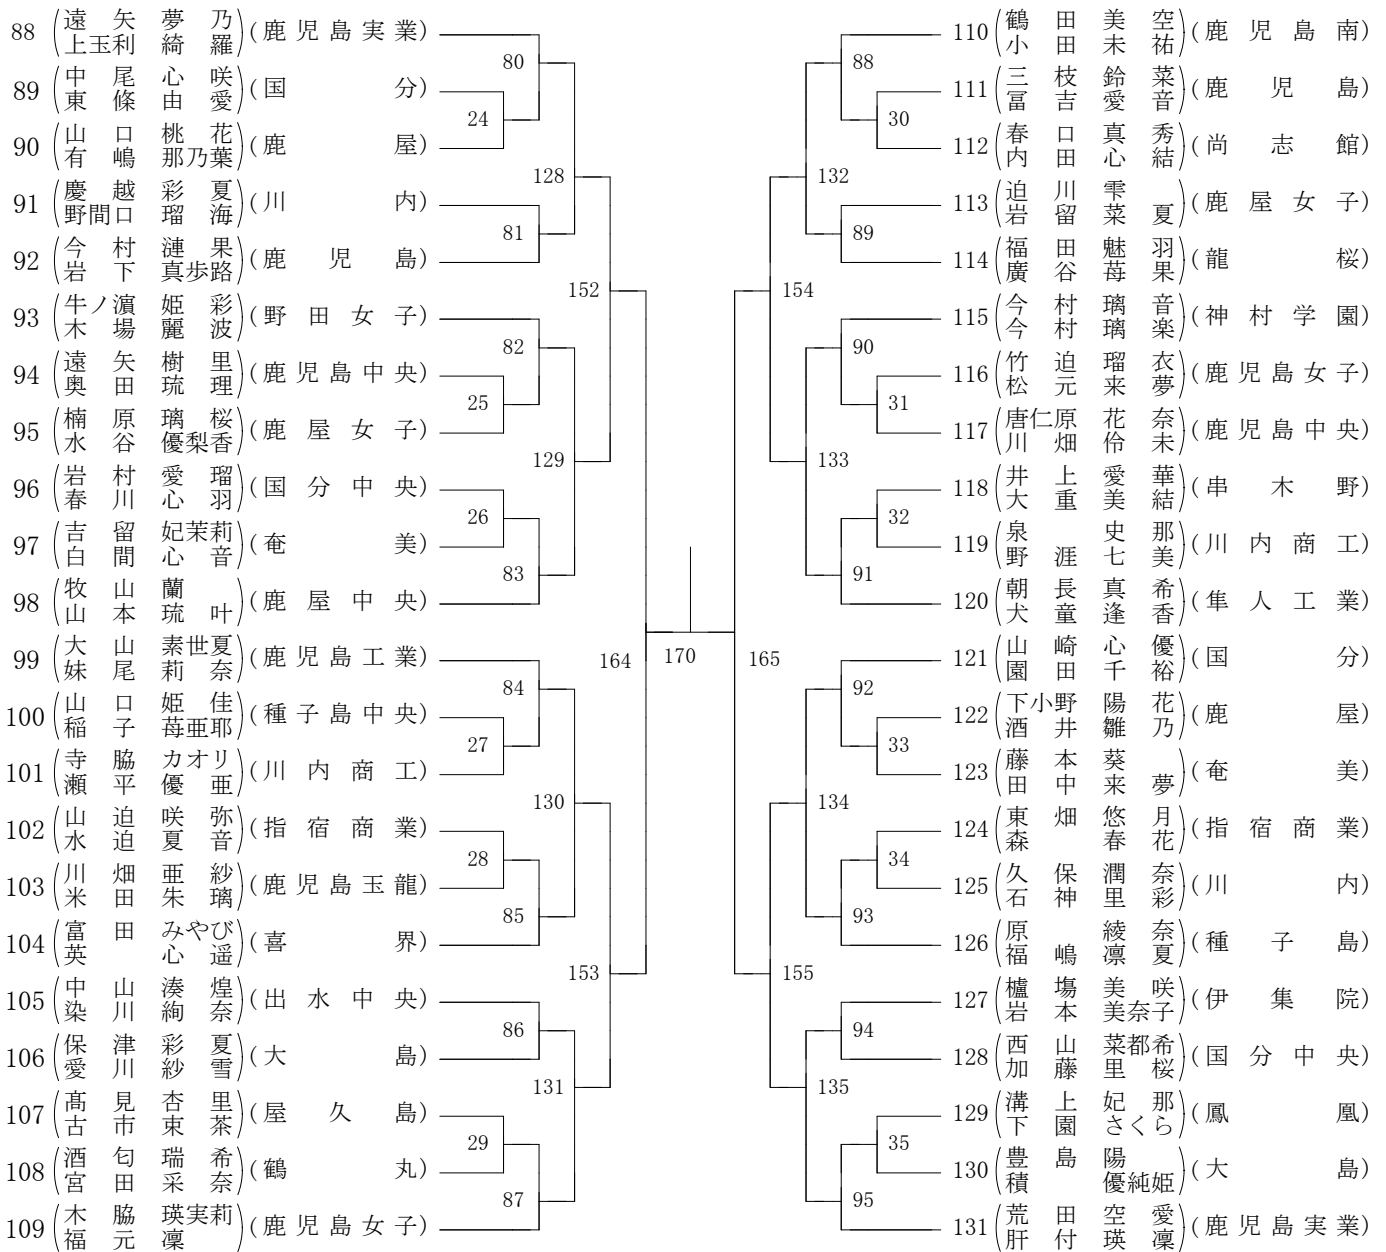 88 遠矢夢乃 上玉利綺羅 (鹿児島実業)
89 中尾心咲 東條由愛 (国分)
90 山口桃花 有嶋那乃葉 (鹿屋)
91 慶越彩夏 野間口瑠海 (川内)
92 今村漣果 岩下真歩路 (鹿児島)
93 牛ノ濵姫彩 木場麗波 (野田女子)
94 遠矢樹里 奥田琉理 (鹿児島中央)
95 楠原璃桜 水谷優梨香 (鹿屋女子)
96 岩村愛瑠 春川心羽 (国分中央)
97 吉留妃茉莉 白間心音 (奄美)
98 牧山蘭 山本琉叶 (鹿屋中央)
99 大山素世夏 妹尾莉奈 (鹿児島工業)
100 山口姫佳 稲子苺亜耶 (種子島中央)
101 寺脇カオリ 瀬平優亜 (川内商工)
102 山迫咲弥 水迫夏音 (指宿商業)
103 川畑亜紗 米田朱璃 (鹿児島玉龍)
104 富田みやび 英心遥 (喜界)
105 中山湊煌 染川絢奈 (出水中央)
106 保津彩夏 愛川紗雪 (大島)
107 髙見杏里 古市束茶 (屋久島)
108 酒匂瑞希 宮田采奈 (鶴丸)
109 木脇瑛実莉 福元凜 (鹿児島女子)
80
24
128
81
152
82
25
129
26
83
164
84
27
130
28
85
153
86
131
29
87
170
88
30
132
89
154
90
31
133
32
91
165
92
33
134
34
93
155
94
135
35
95
110 鶴田美空 小田未祐 (鹿児島南)
111 三枝鈴菜 冨吉愛音 (鹿児島)
112 春口真秀 内田心結 (尚志館)
113 迫川雫 岩留菜夏 (鹿屋女子)
114 福田魅羽 廣谷苺果 (龍桜)
115 今村璃音 今村璃楽 (神村学園)
116 竹迫瑠衣 松元来夢 (鹿児島女子)
117 唐仁原花奈 川畑伶未 (鹿児島中央)
118 井上愛華 大重美結 (串木野)
119 泉史那 野涯七美 (川内商工)
120 朝長真希 犬童逢香 (隼人工業)
121 山崎心優 園田千裕 (国分)
122 下小野陽花 酒井雛乃 (鹿屋)
123 藤本葵 田中来夢 (奄美)
124 東畑悠月 森春花 (指宿商業)
125 久保潤奈 石神里彩 (川内)
126 原綾奈 福嶋凛夏 (種子島)
127 櫨塲美咲 岩本美奈子 (伊集院)
128 西山菜都希 加藤里桜 (国分中央)
129 溝上妃那 下園さくら (鳳凰)
130 豊島陽 積優純姫 (大島)
131 荒田空愛 肝付瑛凜 (鹿児島実業)